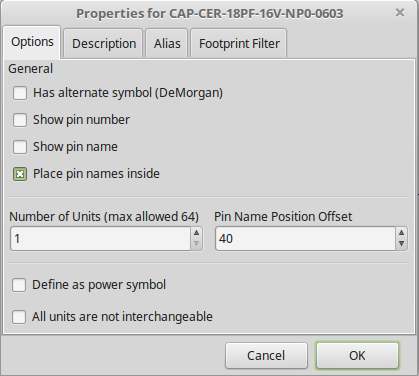 Properties for CAP-CER-18PF-16V-NP0-0603
Options Description Alias Footprint Filter
General
Has alternate symbol (DeMorgan)
Show pin number
Show pin name
Place pin names inside
Number of Units (max allowed 64) Pin Name Position Offset
1 40
Define as power symbol
All units are not interchangeable
Cancel OK